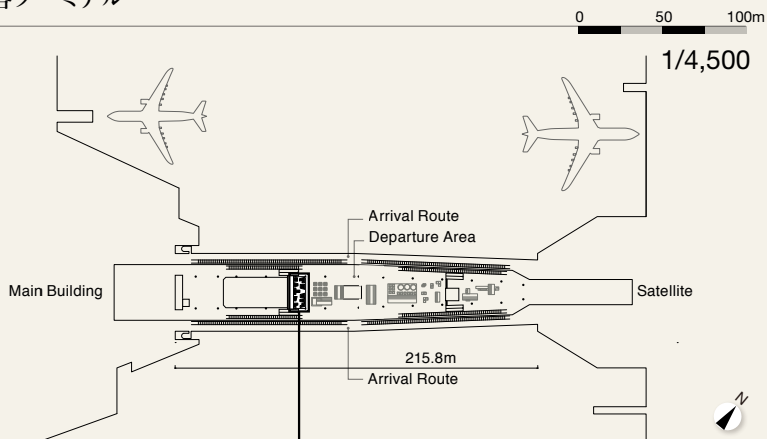 0 50 100m
1/4,500
Arrival Route
Departure Area
Main Building
Satellite
215.8m
Arrival Route
N